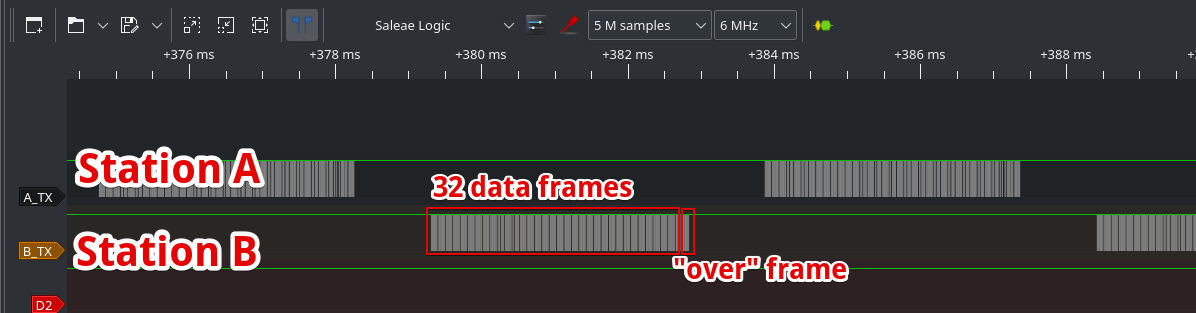 Saleae Logic
5 M samples
6 MHz
+376 ms
+378 ms
+380 ms
+382 ms
+384 ms
+386 ms
+388 ms
Station A
A_TX
32 data frames
Station B
B_TX
"over" frame
D2